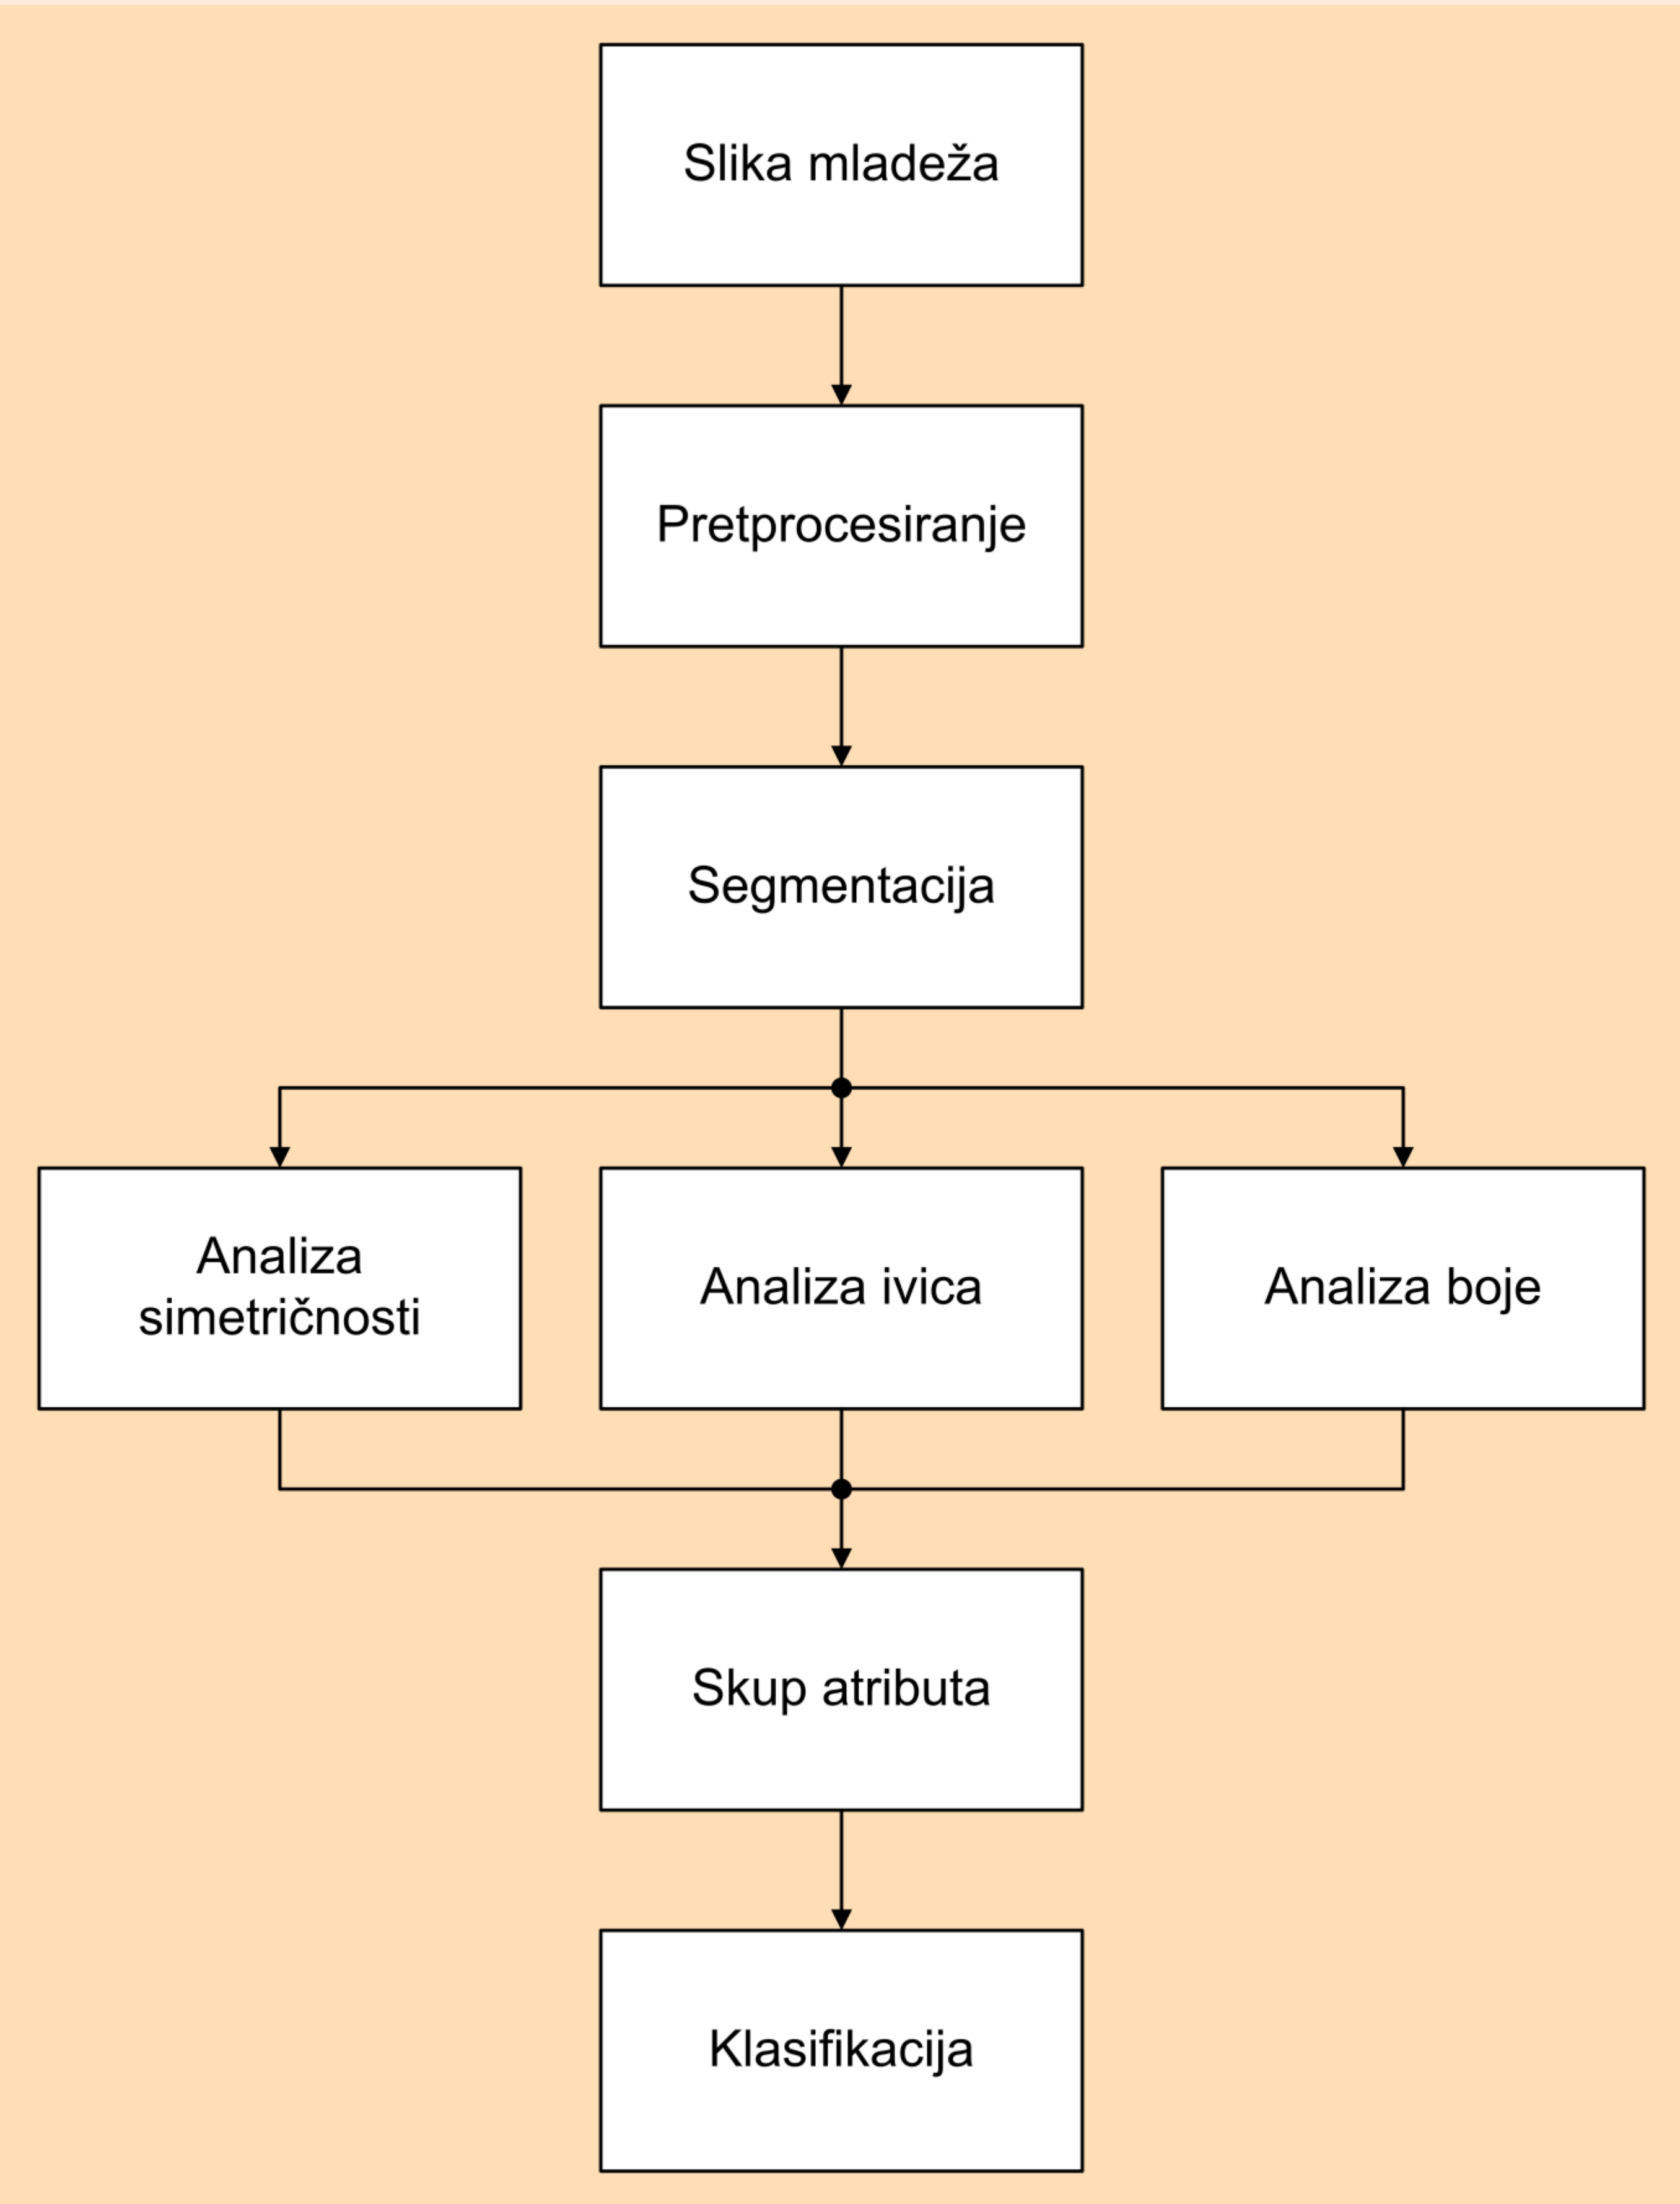 Slika mladeža
Pretprocesiranje
Segmentacija
Analiza
simetričnosti
Analiza ivica
Analiza boje
Skup atributa
Klasifikacija